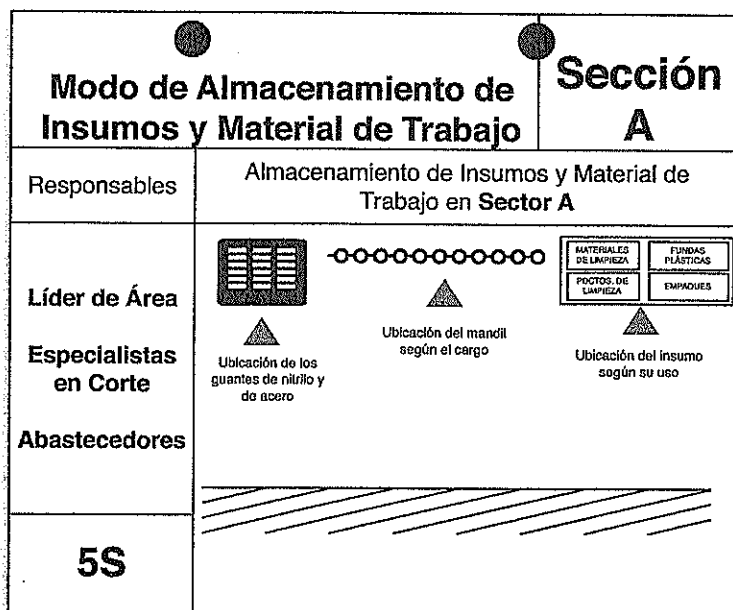 Modo de Almacenamiento de
Insumos y Material de Trabajo
Sección
A
Responsables
Almacenamiento de Insumos y Material de
Trabajo en Sector A
Líder de Área
Especialistas
en Corte
Abastecedores
Ubicación de los
guantes de nitrilo y
de acero
Ubicación del mandil
según el cargo
MATERIALES
DE LIMPIEZA
FUNDAS
PLÁSTICAS
PDCTOS. DE
LIMPIEZA
EMPAQUES
Ubicación del insumo
según su uso
5S